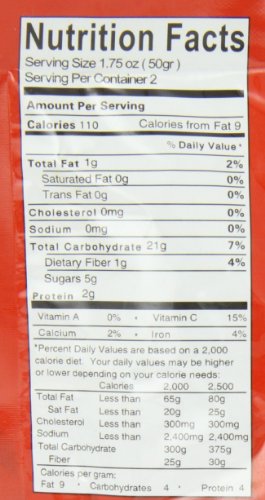 Nutrition Facts
Serving Size 1.75 oz ( 50gr )
Serving Per Container 2
Amount Per Serving
Calories 110 Calories from Fat 9
% Daily Value*
Total Fat 1g 2%
Saturated Fat 0g 0%
Trans Fat 0g 0%
Cholesterol 0mg 0%
Sodium 0mg 0%
Total Carbohydrate 21g 7%
Dietary Fiber 1g 4%
Sugars 5g
Protein 2g
Vitamin A 0% • Vitamin C 15%
Calcium 2% • Iron 4%
*Percent Daily Values are based on a 2,000
calorie diet. Your daily values may be higher
or lower depending on your calorie needs:
Calories 2,000 2,500
Total Fat Less than 65g 80g
Sat Fat Less than 20g 25g
Cholesterol Less than 300mg 300mg
Sodium Less than 2,400mg 2,400mg
Total Carbohydrate 300g 375g
Fiber 25g 30g
Calories per gram:
Fat 9 • Carbohydrates 4 • Protein 4